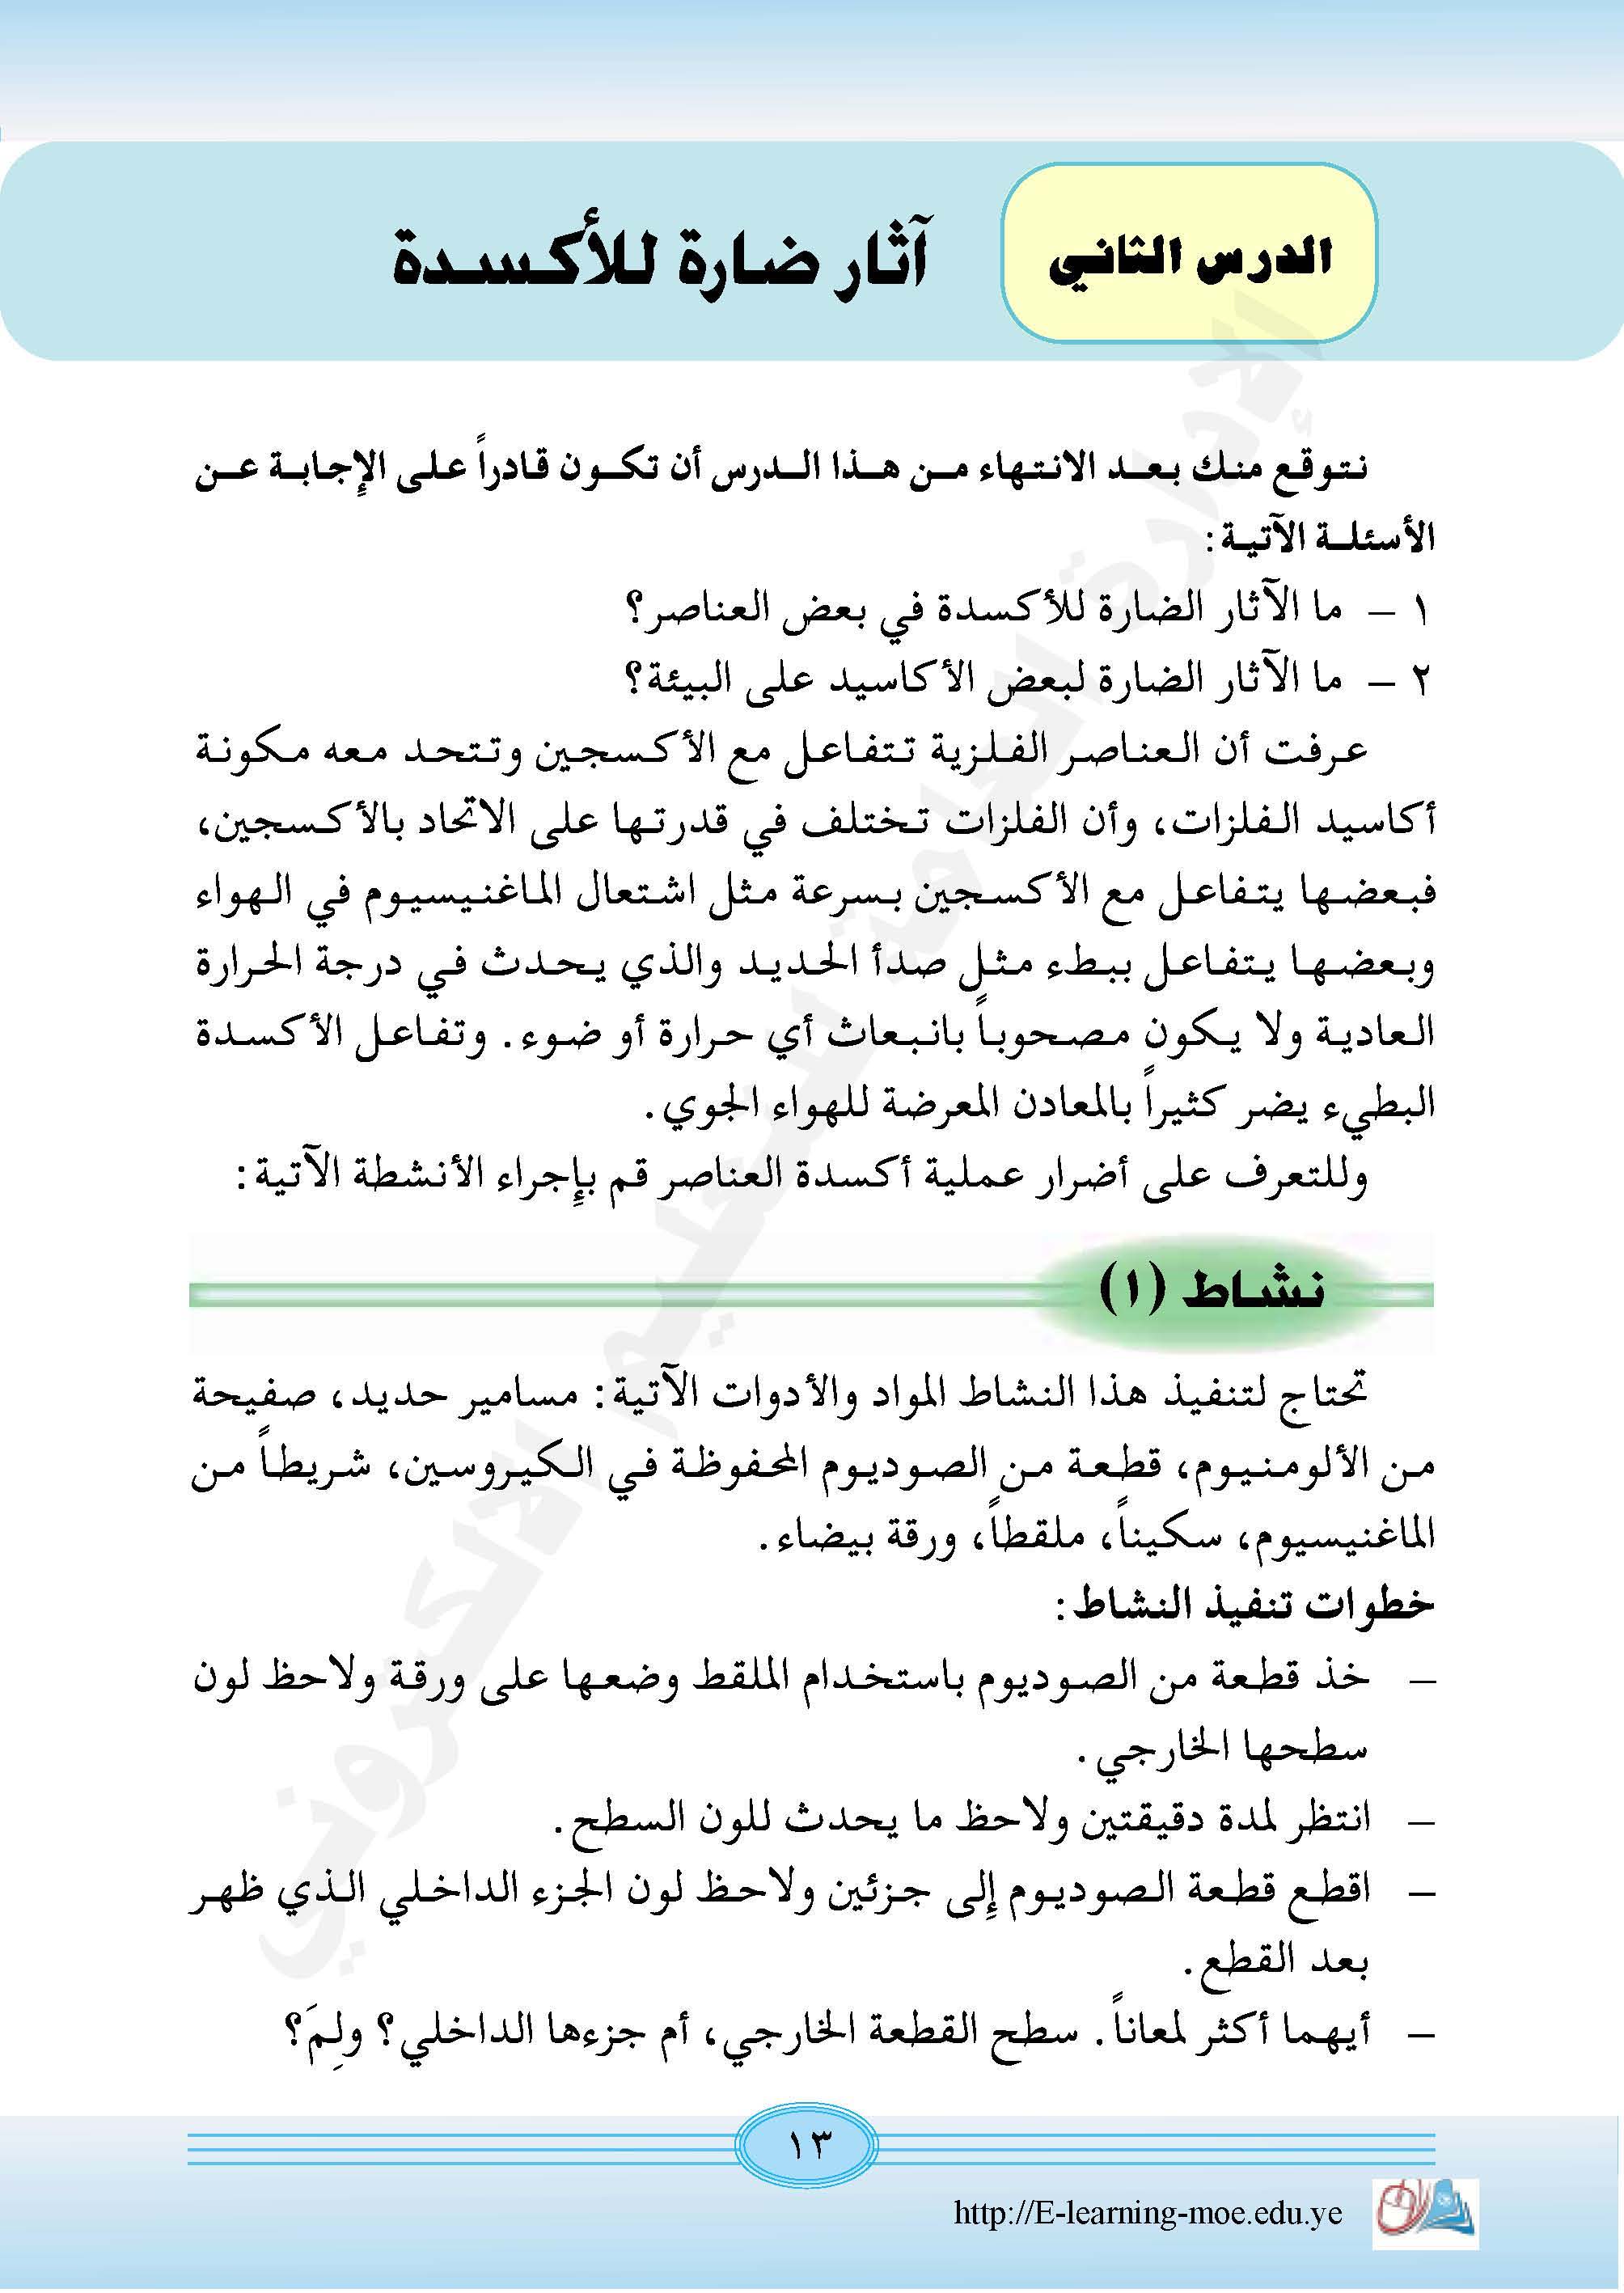 الدرس الثاني
آثار ضارة للأكسدة
نتوقع منك بعد الانتهاء من هذا الدرس أن تكون قادراً على الإجابة عن
الأسئلة الآتية:
١ – ما الآثار الضارة للأكسدة في بعض العناصر؟
٢ – ما الآثار الضارة لبعض الأكاسيد على البيئة؟
عرفت أن العناصر الفلزية تتفاعل مع الأكسجين وتتحد معه مكونة
أكاسيد الفلزات، وأن الفلزات تختلف في قدرتها على الاتحاد بالأكسجين،
فبعضها يتفاعل مع الأكسجين بسرعة مثل اشتعال الماغنيسيوم في الهواء
وبعضها يتفاعل ببطء مثل صدأ الحديد والذي يحدث في درجة الحرارة
العادية ولا يكون مصحوباً بانبعاث أي حرارة أو ضوء. وتفاعل الأكسدة
البطيء يضر كثيراً بالمعادن المعرضة للهواء الجوي.
وللتعرف على أضرار عملية أكسدة العناصر قم بإجراء الأنشطة الآتية:
نشاط (١)
تحتاج لتنفيذ هذا النشاط المواد والأدوات الآتية: مسامير حديد، صفيحة
من الألومنيوم، قطعة من الصوديوم المحفوظة في الكيروسين، شريطاً من
الماغنيسيوم، سكيناً، ملقطاً، ورقة بيضاء.
خطوات تنفيذ النشاط:
– خذ قطعة من الصوديوم باستخدام الملقط وضعها على ورقة ولاحظ لون
سطحها الخارجي.
– انتظر لمدة دقيقتين ولاحظ ما يحدث للون السطح.
– اقطع قطعة الصوديوم إلى جزئين ولاحظ لون الجزء الداخلي الذي ظهر
بعد القطع.
– أيهما أكثر لمعاناً. سطح القطعة الخارجي، أم جزءها الداخلي؟ ولِمَ؟
١٣
http://E-learning-moe.edu.ye
الإدارة العامة للتعليم الالكتروني